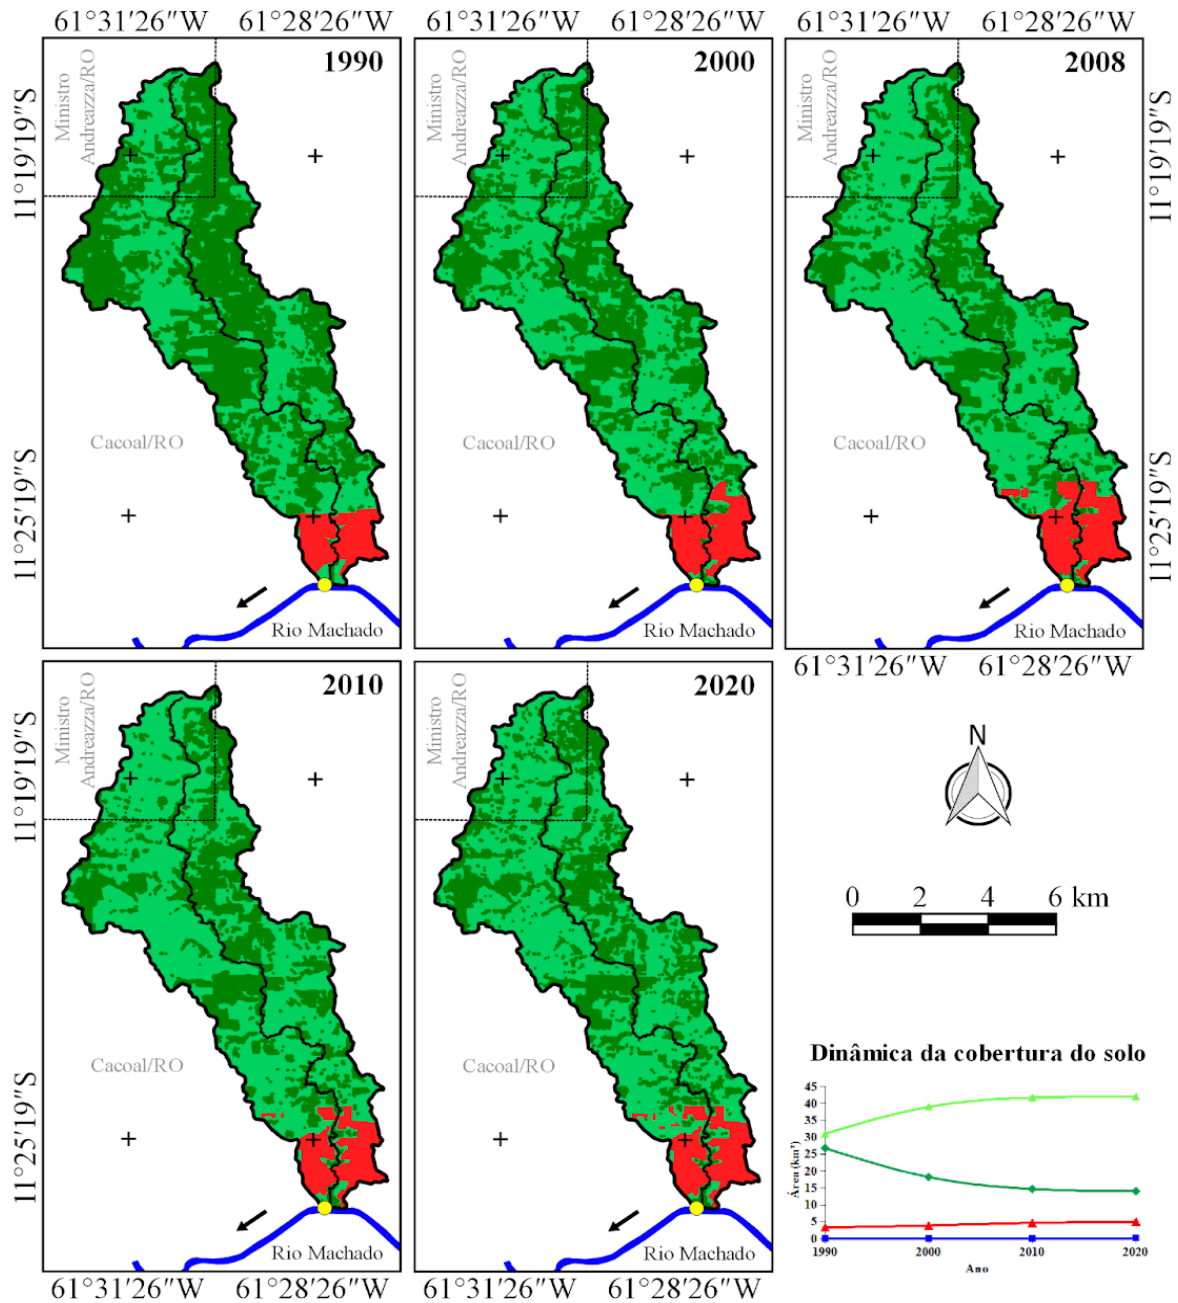 61°31'26"W 61°28'26"W 61°31'26"W 61°28'26"W 61°31'26"W 61°28'26"W
1990
Ministro
Andreazza/RO
11°19'19"S
Cacoal/RO
11°25'19"S
Rio Machado
2000
Ministro
Andreazza/RO
Cacoal/RO
Rio Machado
2008
Ministro
Andreazza/RO
11°19'19"S
Cacoal/RO
11°25'19"S
Rio Machado
61°31'26"W 61°28'26"W
2010
Ministro
Andreazza/RO
11°19'19"S
Cacoal/RO
11°25'19"S
Rio Machado
61°31'26"W 61°28'26"W
2020
Ministro
Andreazza/RO
Cacoal/RO
Rio Machado
61°31'26"W 61°28'26"W
N
0 2 4 6 km
Dinâmica da cobertura do solo
45
40
35
30
25
20
15
10
5
0
Área (km²)
1990 2000 2010 2020
Ano